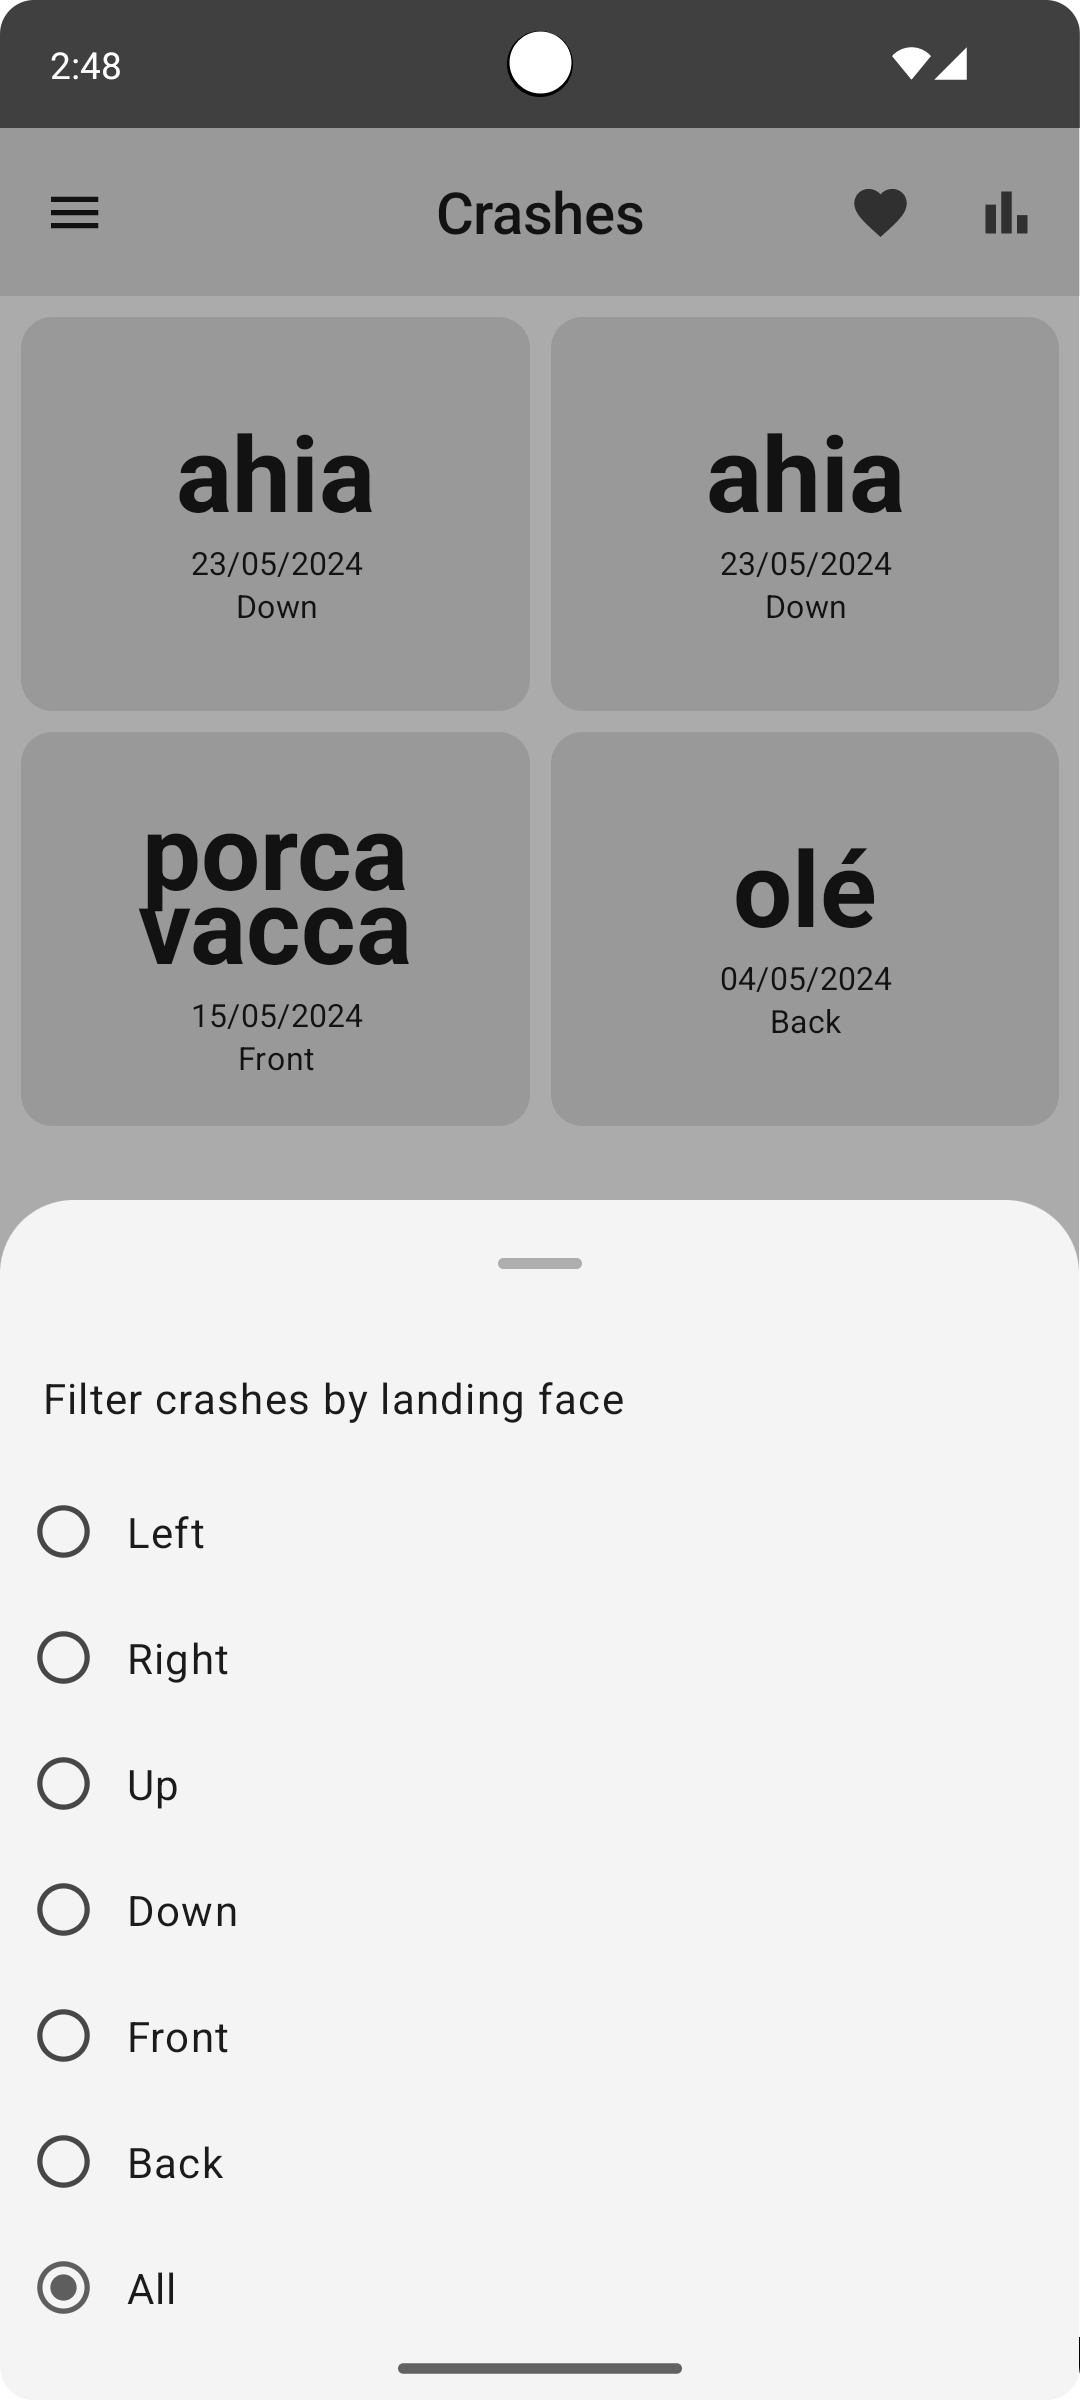 2:48
Crashes
ahia
23/05/2024
Down
ahia
23/05/2024
Down
porca
vacca
15/05/2024
Front
olé
04/05/2024
Back
Filter crashes by landing face
Left
Right
Up
Down
Front
Back
All